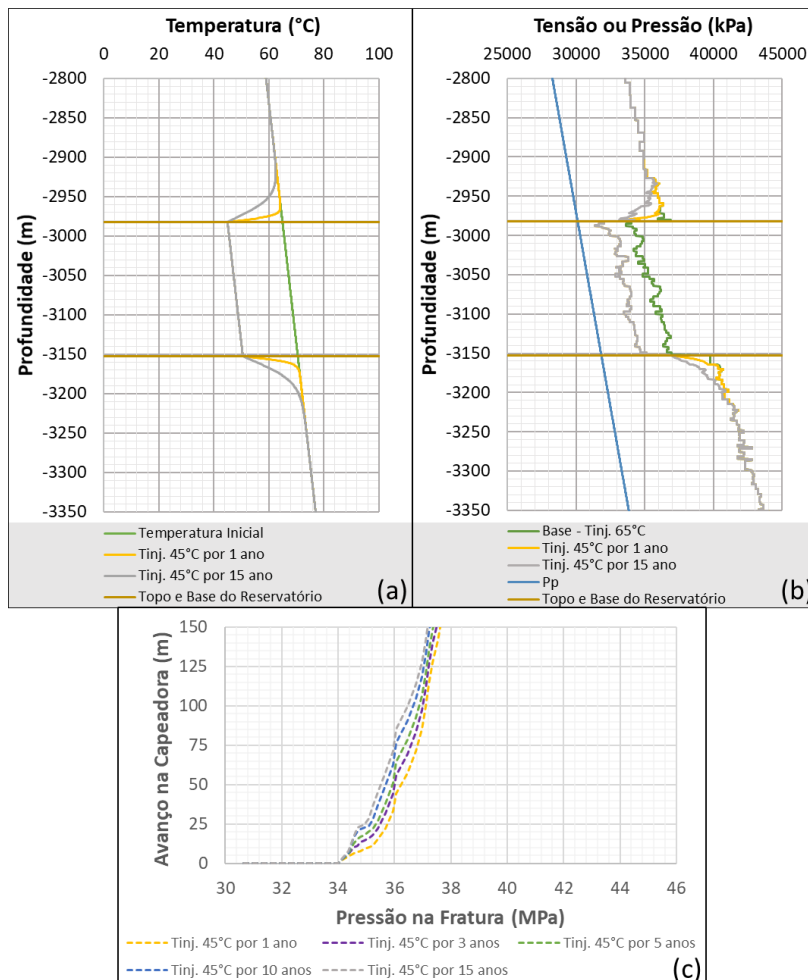 Temperatura (°C)
0 20 40 60 80 100
Profundidade (m)
-2800
-2850
-2900
-2950
-3000
-3050
-3100
-3150
-3200
-3250
-3300
-3350
Temperatura Inicial
Tinj. 45°C por 1 ano
Tinj. 45°C por 15 ano
Topo e Base do Reservatório
(a)
Tensão ou Pressão (kPa)
25000 30000 35000 40000 45000
Profundidade (m)
-2800
-2850
-2900
-2950
-3000
-3050
-3100
-3150
-3200
-3250
-3300
-3350
Base - Tinj. 65°C
Tinj. 45°C por 1 ano
Tinj. 45°C por 15 ano
Pp
Topo e Base do Reservatório
(b)
Avanço na Capeadora (m)
150
125
100
75
50
25
0
30 32 34 36 38 40 42 44 46
Pressão na Fratura (MPa)
Tinj. 45°C por 1 ano Tinj. 45°C por 3 anos Tinj. 45°C por 5 anos
Tinj. 45°C por 10 anos Tinj. 45°C por 15 anos
(c)